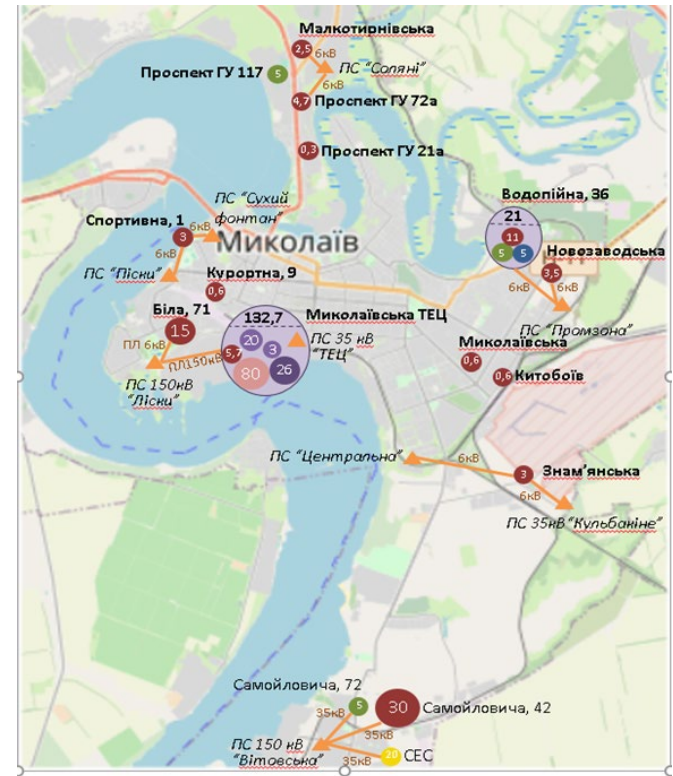 Малкотирнівська
2,5
6кВ
Проспект ГУ 117
5
ПС "Соляні"
6кВ
4,7
Проспект ГУ 72а
0,3
Проспект ГУ 21а
ПС "Сухий
фонтан"
Водопійна, 36
21
11
5
5
Спортивна, 1
6кВ
3
Миколаїв
6кВ
Новозаводська
3,5
ПС "Ліски"
Курортна, 9
0,6
6кВ
6кВ
Біла, 71
15
132,7
Миколаївська ТЕЦ
ПС "Промзона"
ПЛ 6кВ
20
3
ПС 35 кВ
"ТЕЦ"
Миколаївська
0,6
ПЛ150кВ
5,7
80
26
0,6
Китобоїв
ПС 150кВ
"Ліски"
ПС "Центральна"
6кВ
3
Знам’янська
6кВ
ПС 35кВ"Кульбакіне"
Самойловича, 72
5
30
Самойловича, 42
35кВ
35кВ
ПС 150 кВ
"Вітовська"
35кВ
20
СЕС